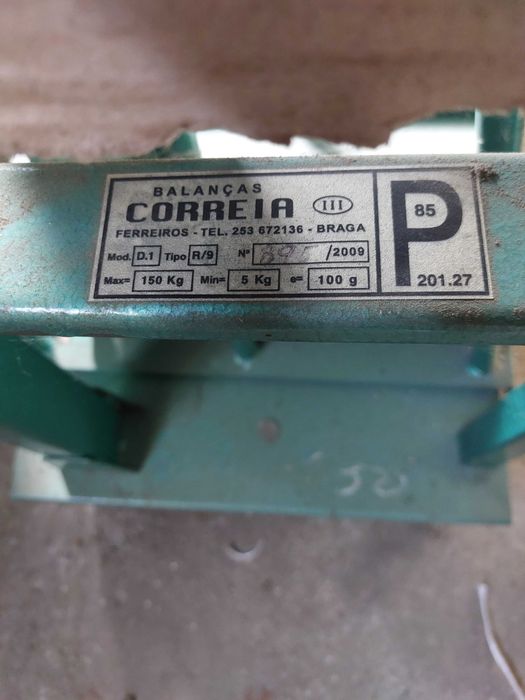 BALANÇAS
CORREIA III
FERREIROS - TEL. 253 672136 - BRAGA
Mod. D.1 Tipo R/9 Nº /2009
Max= 150 Kg Min= 5 Kg e= 100 g
P
85
201.27
50